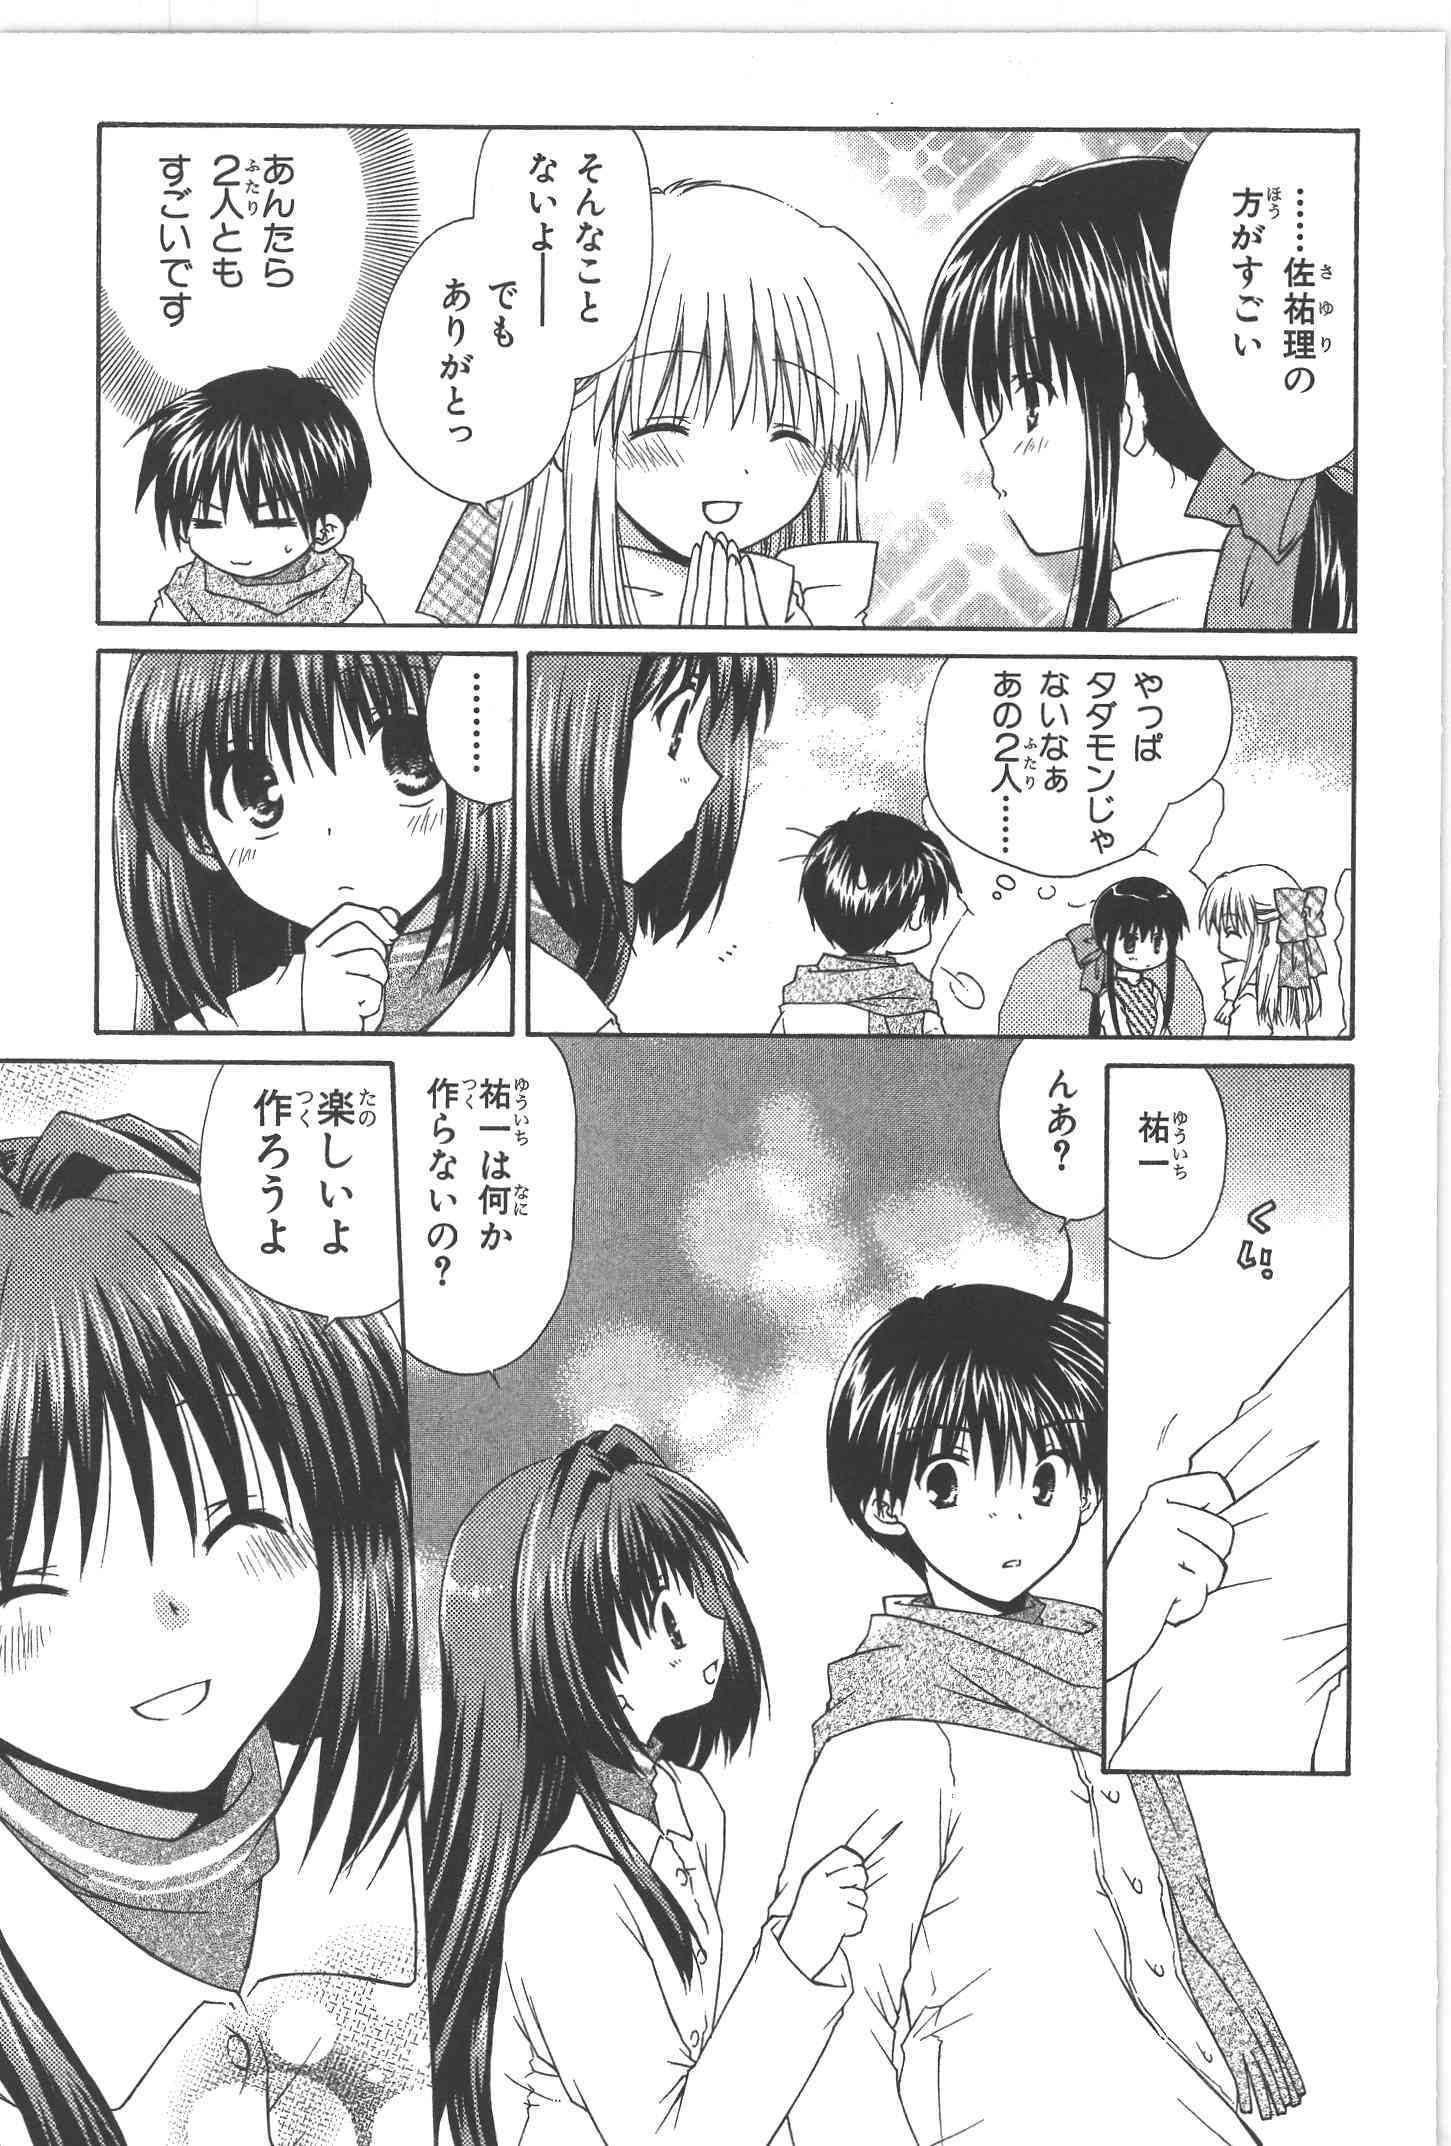 ……佐祐理の
方がすごい
そんなこと
ないよ――
でも
ありがとっ
あんたら
2人とも
すごいです
やっぱ
タダモンじゃ
ないなぁ
あの2人……
………
祐一
くいっ
んあ?
祐一は何か
作らないの?
楽しいよ
作ろうよ